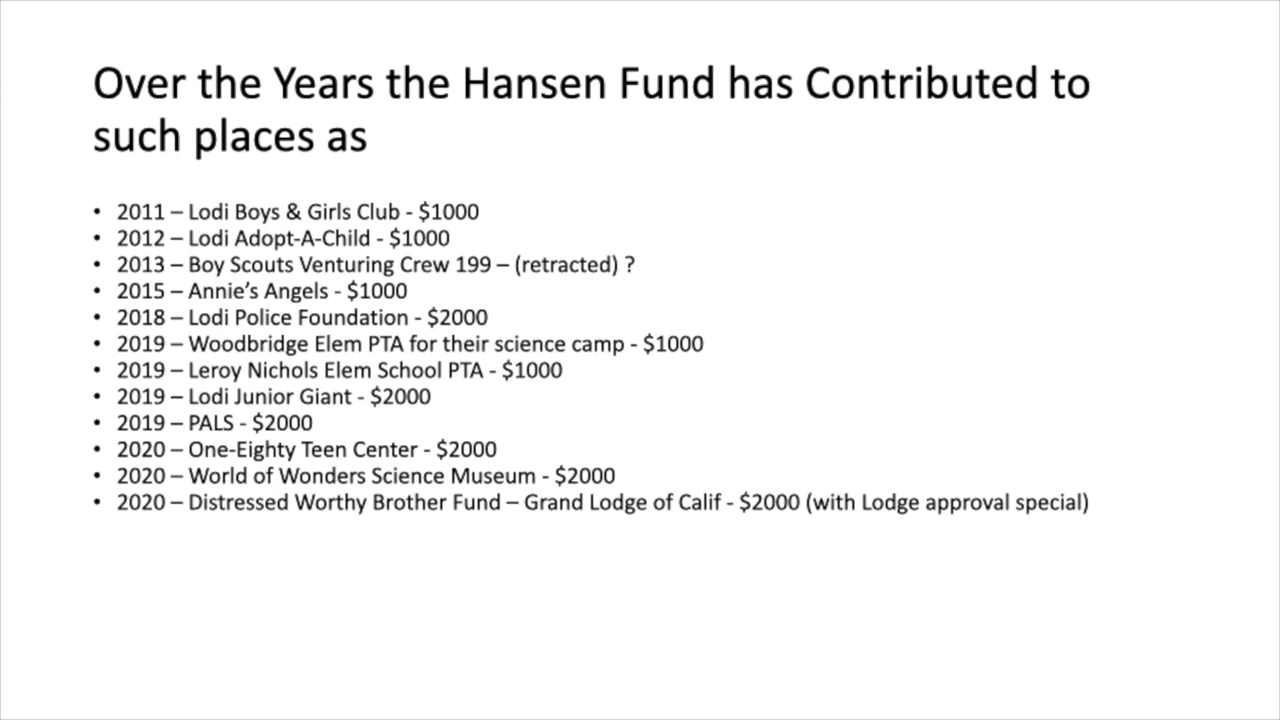 Over the Years the Hansen Fund has Contributed to
such places as
• 2011 – Lodi Boys & Girls Club - $1000
• 2012 – Lodi Adopt-A-Child - $1000
• 2013 – Boy Scouts Venturing Crew 199 – (retracted) ?
• 2015 – Annie’s Angels - $1000
• 2018 – Lodi Police Foundation - $2000
• 2019 – Woodbridge Elem PTA for their science camp - $1000
• 2019 – Leroy Nichols Elem School PTA - $1000
• 2019 – Lodi Junior Giant - $2000
• 2019 – PALS - $2000
• 2020 – One-Eighty Teen Center - $2000
• 2020 – World of Wonders Science Museum - $2000
• 2020 – Distressed Worthy Brother Fund – Grand Lodge of Calif - $2000 (with Lodge approval special)